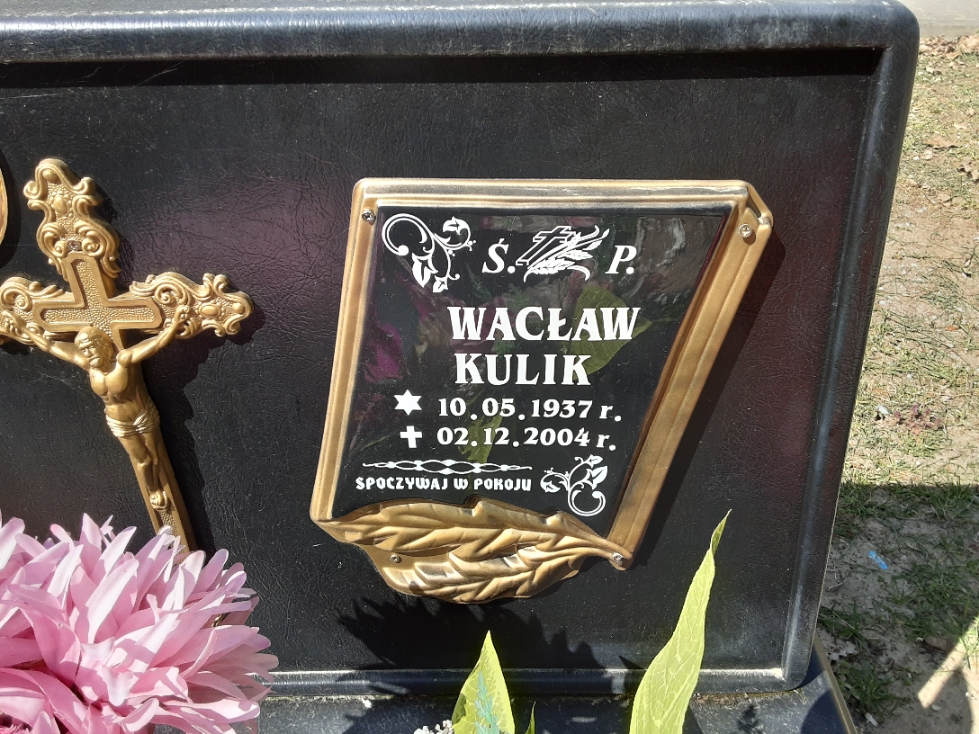 Ś. P.
WACŁAW
KULIK
10.05.1937 r.
02.12.2004 r.
SPOCZYWAJ W POKOJU